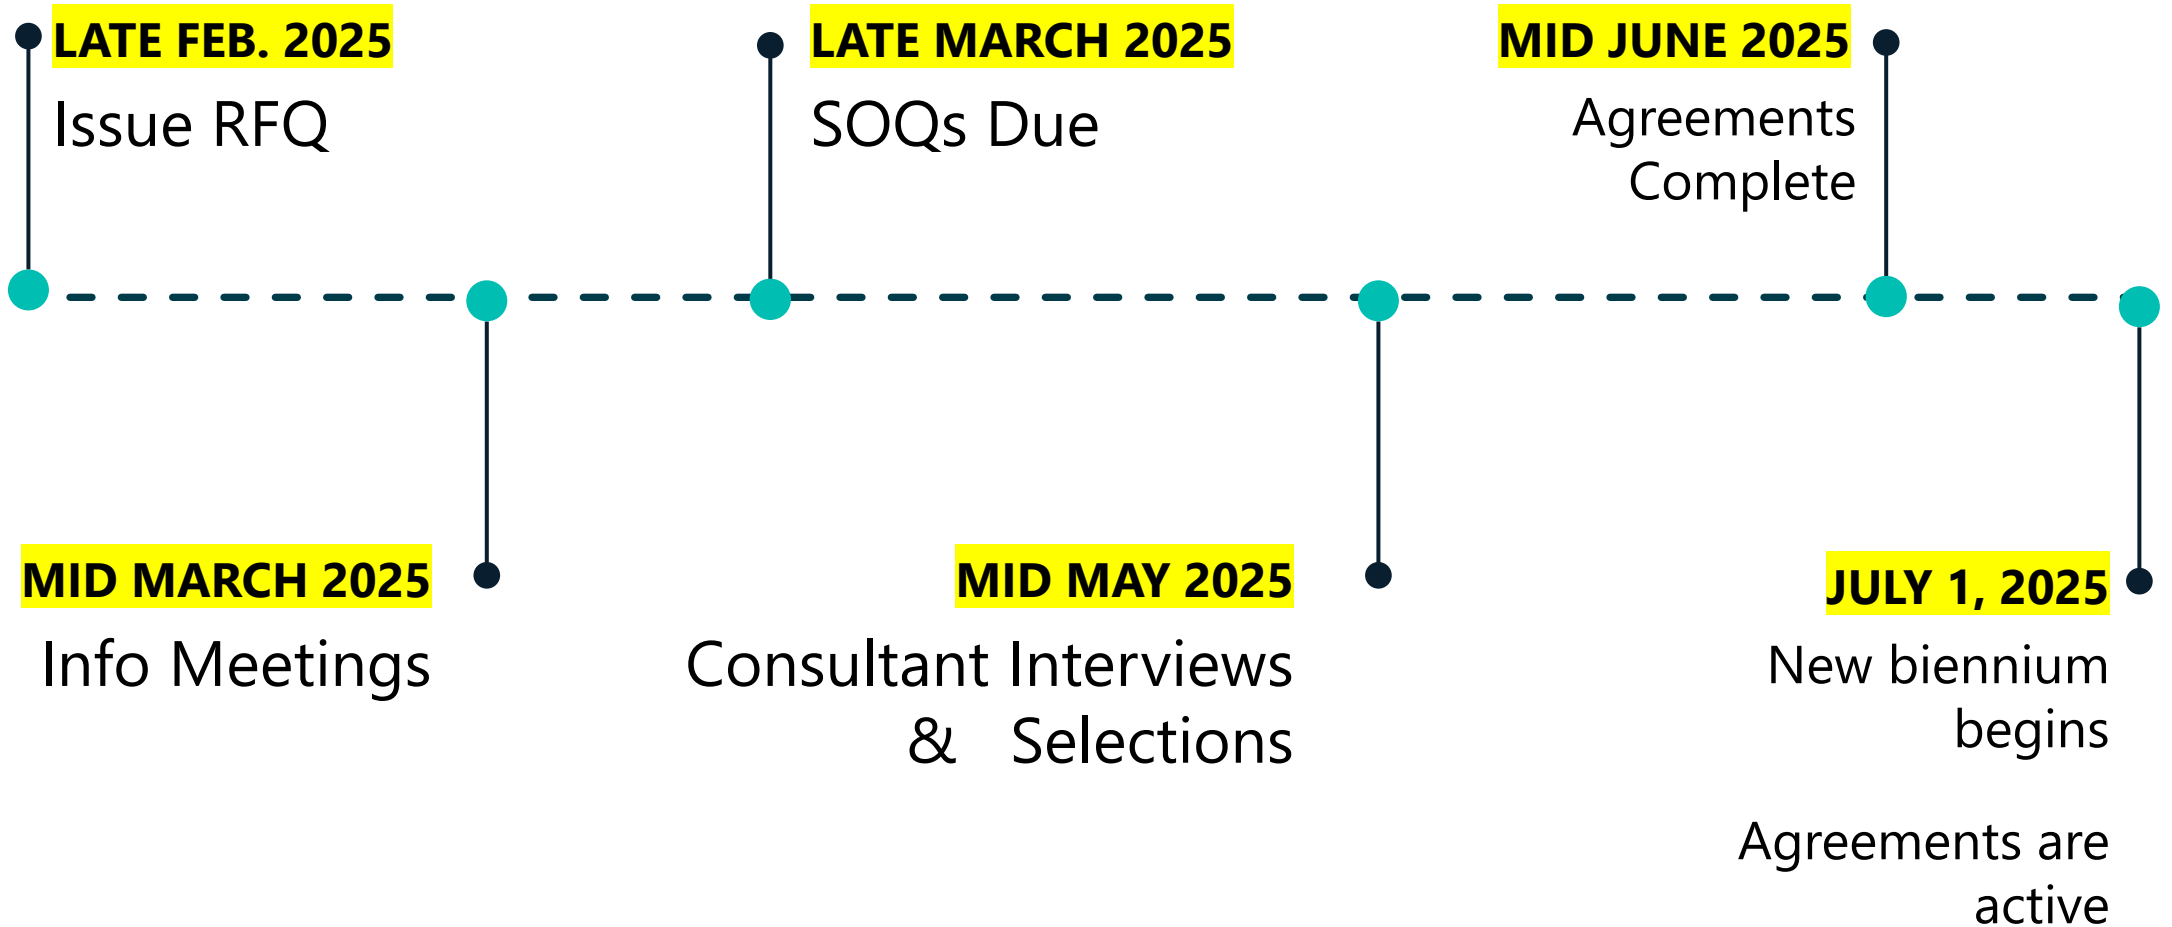 LATE FEB. 2025
Issue RFQ
MID MARCH 2025
Info Meetings
LATE MARCH 2025
SOQs Due
MID MAY 2025
Consultant Interviews
& Selections
MID JUNE 2025
Agreements
Complete
JULY 1, 2025
New biennium
begins
Agreements are
active